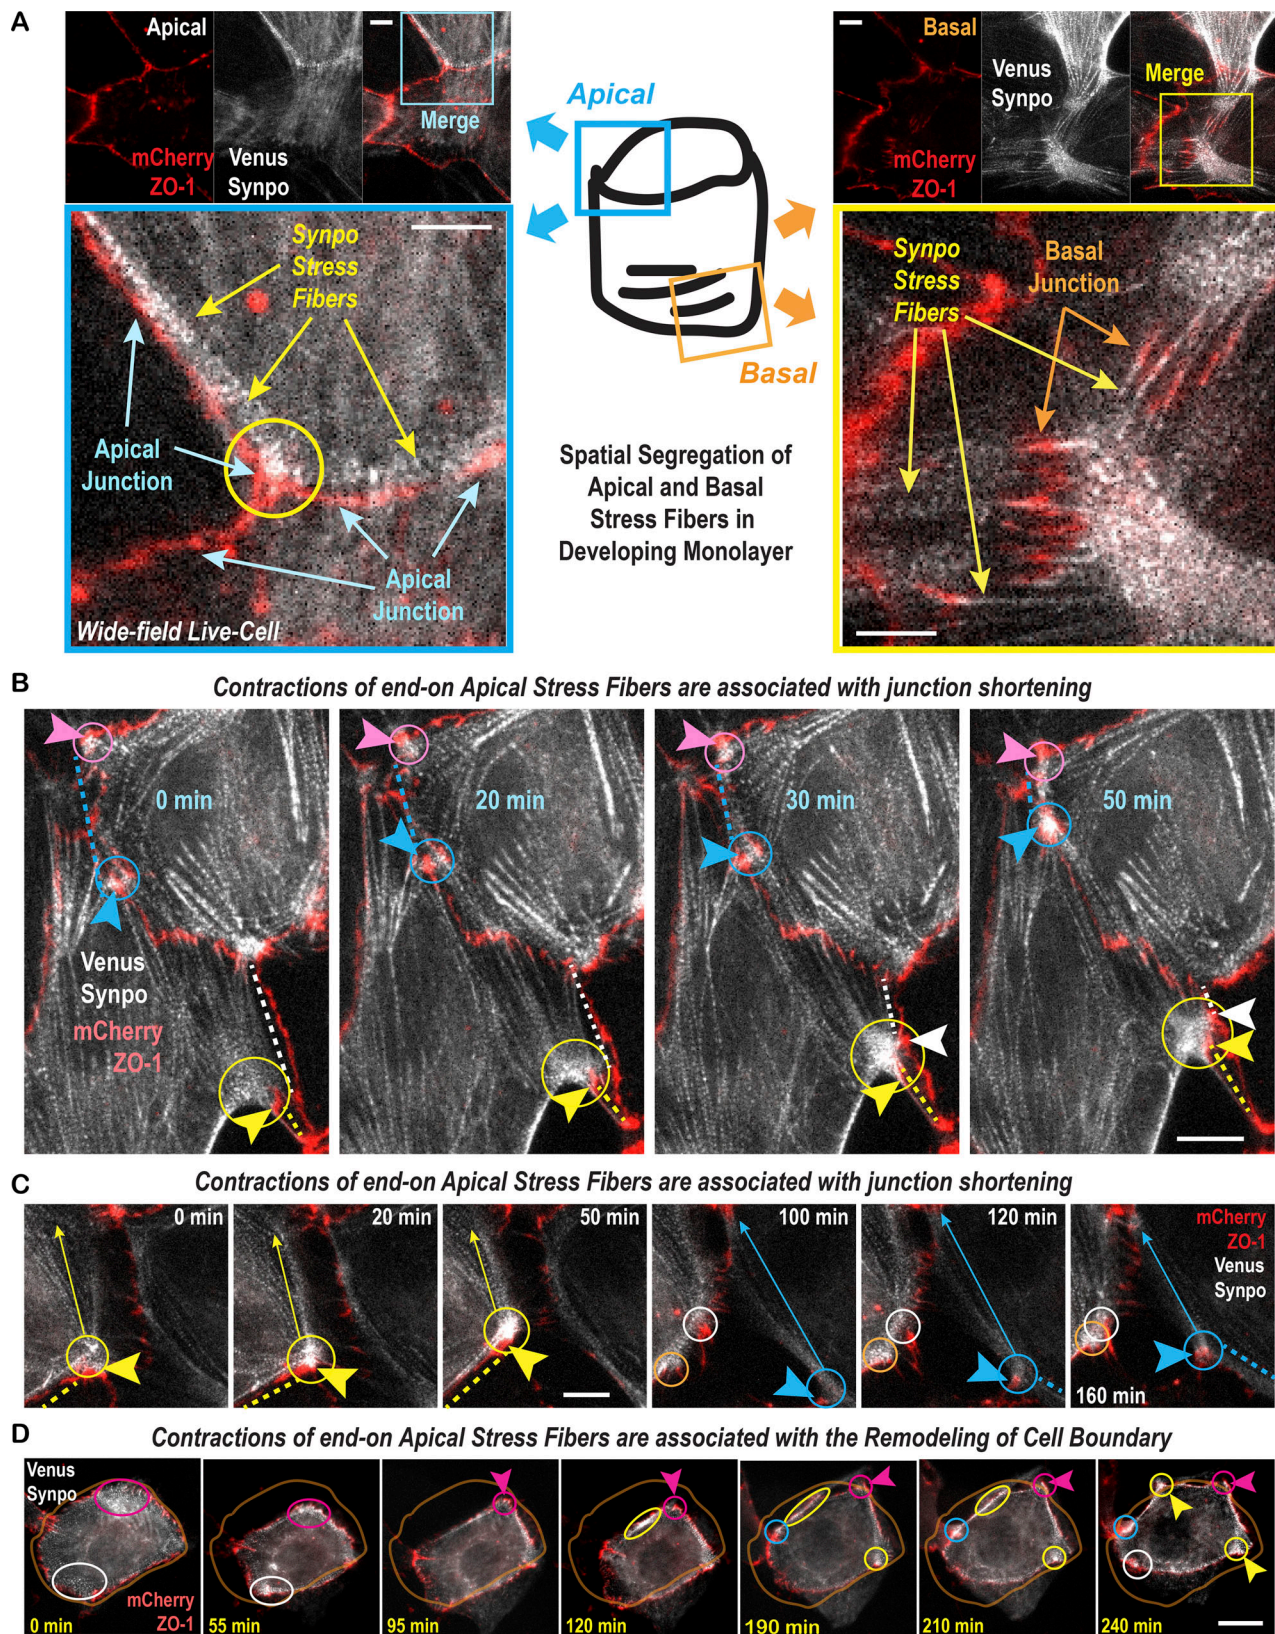 A
Apical
mCherry
ZO-1
Venus
Synpo
Merge
Apical
Basal
Basal
mCherry
ZO-1
Venus
Synpo
Merge
Synpo
Stress
Fibers
Apical
Junction
Apical
Junction
Wide-field Live-Cell
Spatial Segregation of
Apical and Basal
Stress Fibers in
Developing Monolayer
Synpo
Stress
Fibers
Basal
Junction
B
Contractions of end-on Apical Stress Fibers are associated with junction shortening
0 min
20 min
30 min
50 min
Venus
Synpo
mCherry
ZO-1
C
Contractions of end-on Apical Stress Fibers are associated with junction shortening
0 min
20 min
50 min
100 min
120 min
mCherry
ZO-1
Venus
Synpo
160 min
D
Contractions of end-on Apical Stress Fibers are associated with the Remodeling of Cell Boundary
Venus
Synpo
mCherry
ZO-1
0 min
55 min
95 min
120 min
190 min
210 min
240 min